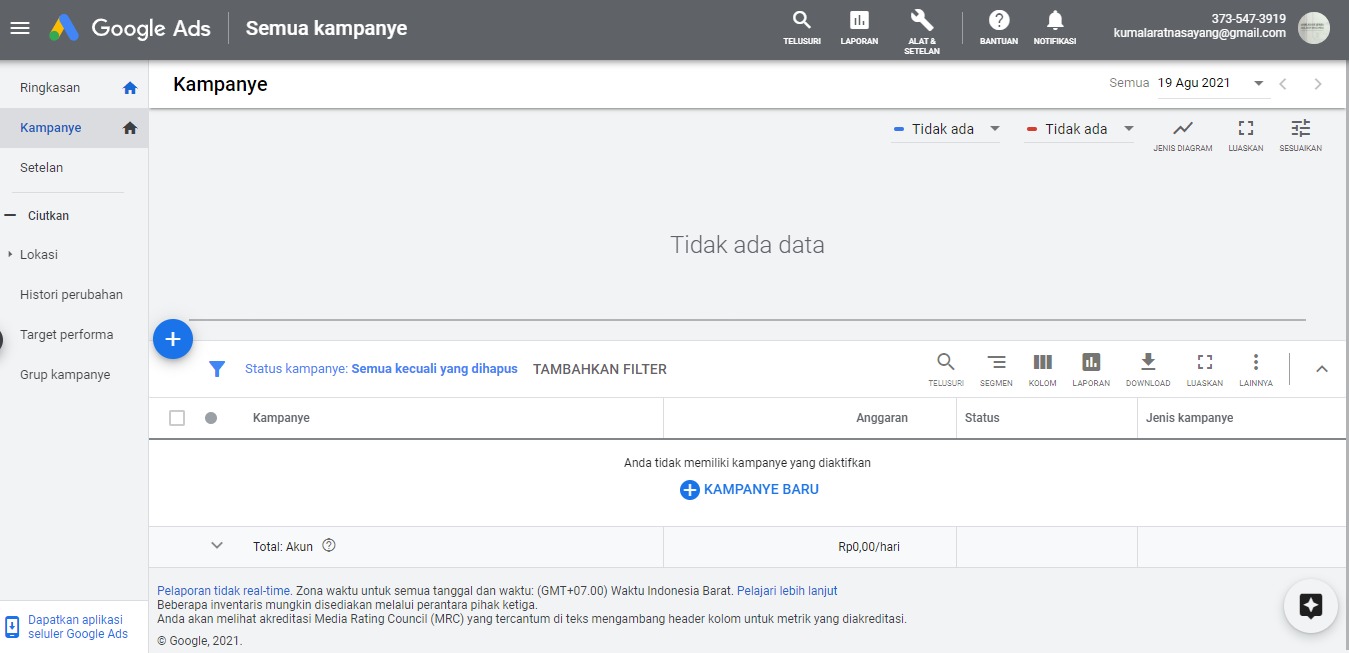 Google Ads
Semua kampanye
TELUSURI
LAPORAN
ALAT &
SETELAN
BANTUAN
NOTIFIKASI
373-547-3919
kumalaratnasayang@gmail.com
Ringkasan
Kampanye
Setelan
Ciutkan
Lokasi
Histori perubahan
Target performa
Grup kampanye
Dapatkan aplikasi
seluler Google Ads
Kampanye
Semua 19 Agu 2021
Tidak ada
Tidak ada
JENIS DIAGRAM
LUASKAN
SESUAIKAN
Tidak ada data
Status kampanye: Semua kecuali yang dihapus
TAMBAHKAN FILTER
TELUSURI
SEGMEN
KOLOM
LAPORAN
DOWNLOAD
LUASKAN
LAINNYA
Kampanye
Anggaran
Status
Jenis kampanye
Anda tidak memiliki kampanye yang diaktifkan
KAMPANYE BARU
Total: Akun
Rp0,00/hari
Pelaporan tidak real-time. Zona waktu untuk semua tanggal dan waktu: (GMT+07.00) Waktu Indonesia Barat. Pelajari lebih lanjut
Beberapa inventaris mungkin disediakan melalui perantara pihak ketiga.
Anda akan melihat akreditasi Media Rating Council (MRC) yang tercantum di teks mengambang header kolom untuk metrik yang diakreditasi.
© Google, 2021.